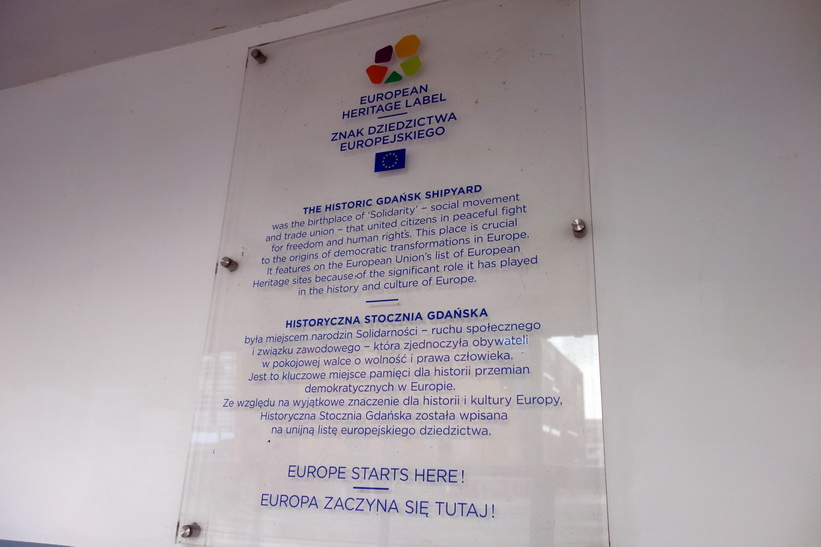 EUROPEAN
HERITAGE LABEL
ZNAK DZIEDZICTWA
EUROPEJSKIEGO
THE HISTORIC GDAŃSK SHIPYARD
was the birthplace of 'Solidarity' – social movement
and trade union – that united citizens in peaceful fight
for freedom and human rights. This place is crucial
to the origins of democratic transformations in Europe.
It features on the European Union's list of European
Heritage sites because of the significant role it has played
in the history and culture of Europe.
HISTORYCZNA STOCZNIA GDAŃSKA
była miejscem narodzin Solidarności – ruchu społecznego
i związku zawodowego – która zjednoczyła obywateli
w pokojowej walce o wolność i prawa człowieka.
Jest to kluczowe miejsce pamięci dla historii przemian
demokratycznych w Europie.
Ze względu na wyjątkowe znaczenie dla historii i kultury Europy,
Historyczna Stocznia Gdańska została wpisana
na unijną listę europejskiego dziedzictwa.
EUROPE STARTS HERE!
EUROPA ZACZYNA SIĘ TUTAJ!